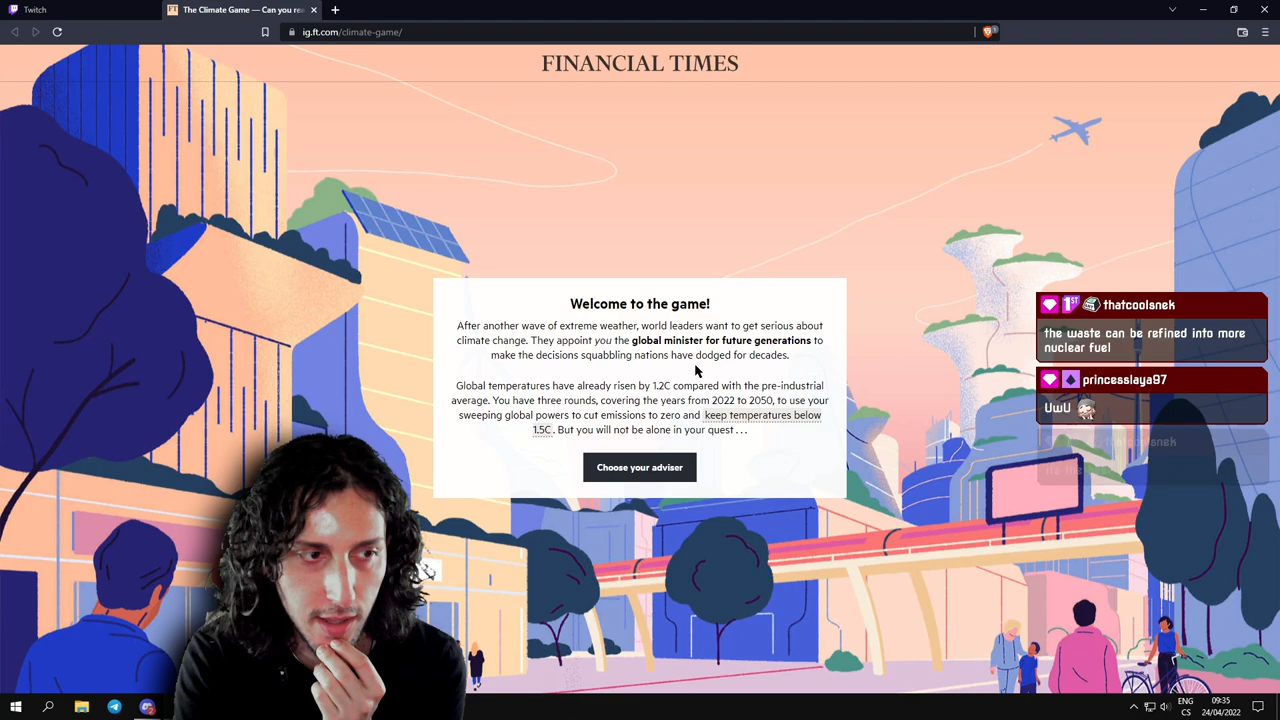 Twitch
FT The Climate Game — Can you re
ig.ft.com/climate-game/
FINANCIAL TIMES
Welcome to the game!
After another wave of extreme weather, world leaders want to get serious about
climate change. They appoint you the global minister for future generations to
make the decisions squabbling nations have dodged for decades.
Global temperatures have already risen by 1.2C compared with the pre-industrial
average. You have three rounds, covering the years from 2022 to 2050, to use your
sweeping global powers to cut emissions to zero and keep temperatures below
1.5C. But you will not be alone in your quest . . .
Choose your adviser
1ST thatcoolsnek
the waste can be refined into more
nuclear fuel
princesslaya97
UwU
thatcoolsnek
ENG
CS
09:35
24/04/2022